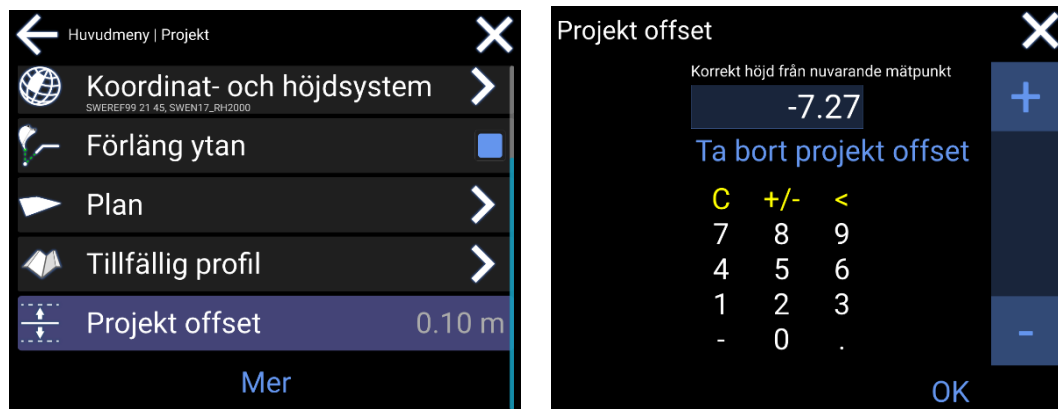 Huvudmeny | Projekt
Koordinat- och höjdsystem
SWEREF99 21 45, SWEN17_RH2000
Förläng ytan
Plan
Tillfällig profil
Projekt offset 0.10 m
Mer
Projekt offset
Korrekt höjd från nuvarande mätpunkt
-7.27
+
Ta bort projekt offset
C +/- <
7 8 9
4 5 6
1 2 3
- 0 .
-
OK